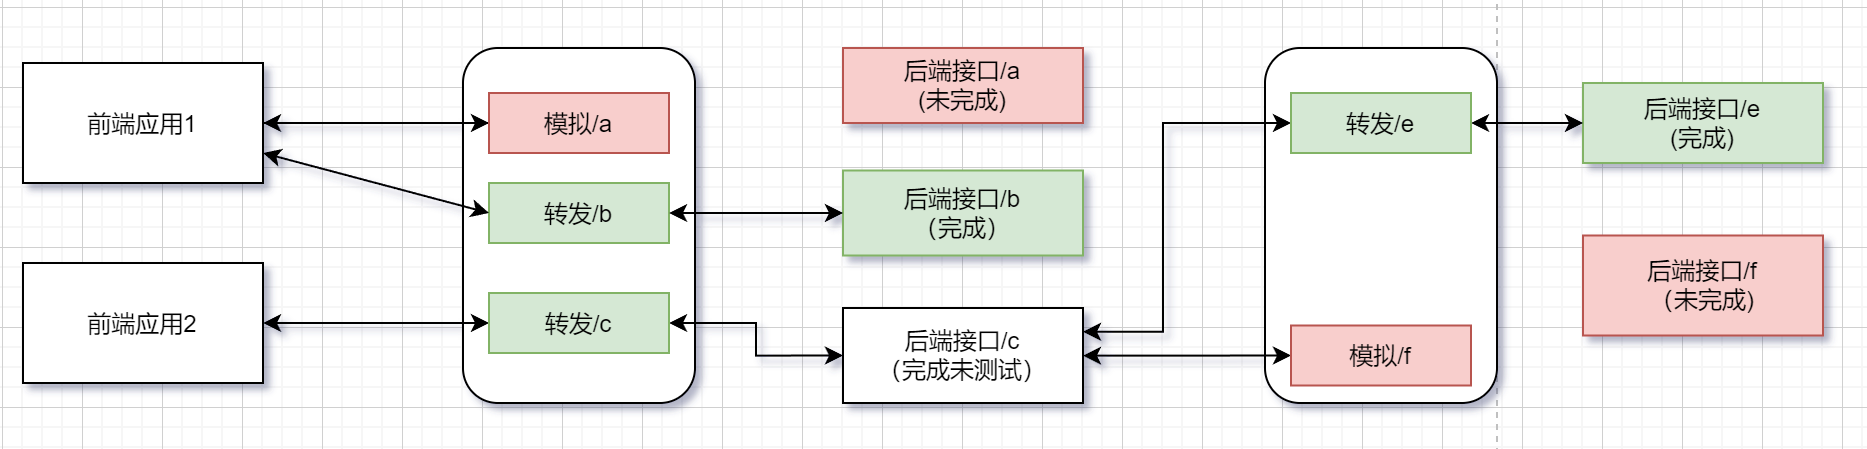 前端应用1
前端应用2
模拟/a
转发/b
转发/c
后端接口/a
(未完成)
后端接口/b
（完成）
后端接口/c
（完成未测试）
转发/e
模拟/f
后端接口/e
(完成)
后端接口/f
（未完成)